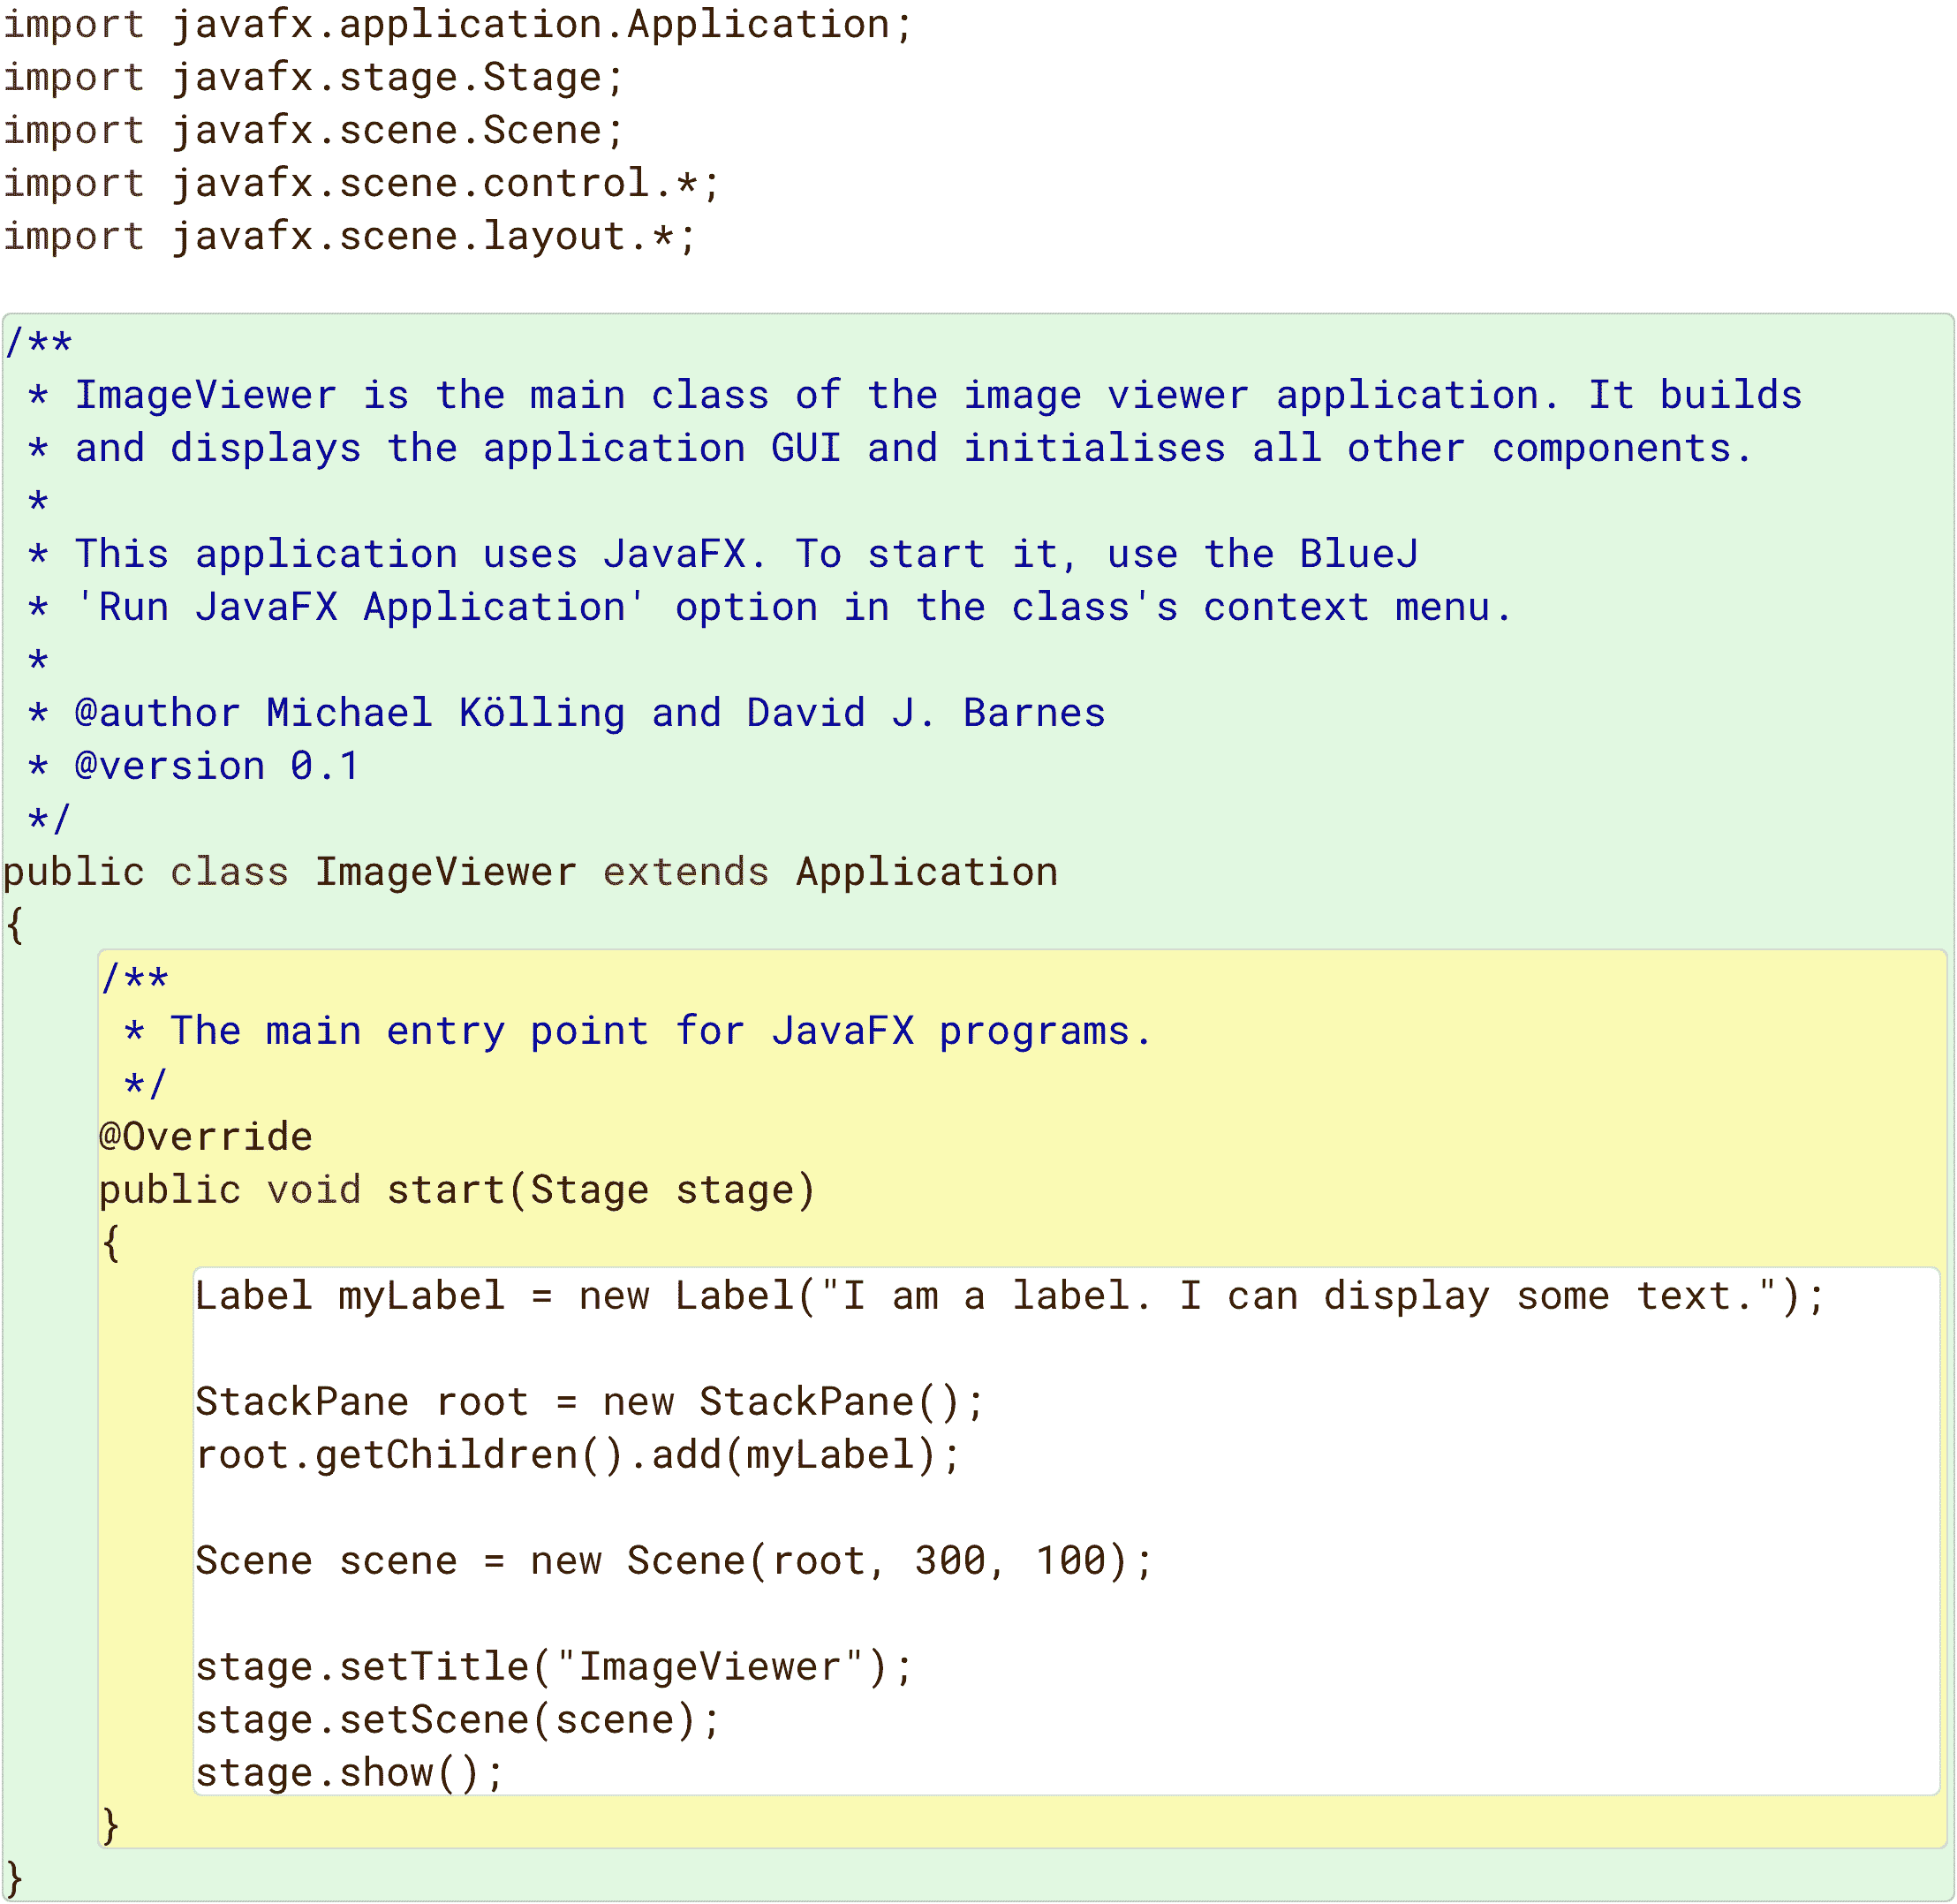 import javafx.application.Application;
import javafx.stage.Stage;
import javafx.scene.Scene;
import javafx.scene.control.*;
import javafx.scene.layout.*;

/**
 * ImageViewer is the main class of the image viewer application. It builds
 * and displays the application GUI and initialises all other components.
 *
 * This application uses JavaFX. To start it, use the BlueJ
 * 'Run JavaFX Application' option in the class's context menu.
 *
 * @author Michael Kölling and David J. Barnes
 * @version 0.1
 */
public class ImageViewer extends Application
{
    /**
     * The main entry point for JavaFX programs.
     */
    @Override
    public void start(Stage stage)
    {
        Label myLabel = new Label("I am a label. I can display some text.");

        StackPane root = new StackPane();
        root.getChildren().add(myLabel);

        Scene scene = new Scene(root, 300, 100);

        stage.setTitle("ImageViewer");
        stage.setScene(scene);
        stage.show();
    }
}